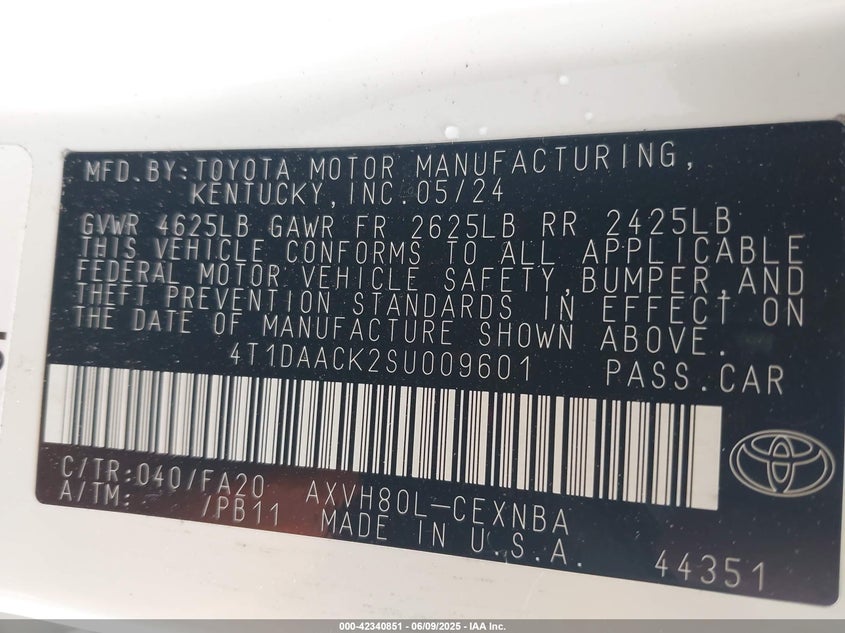 MFD.BY:TOYOTA MOTOR MANUFACTURING,
KENTUCKY,INC.05/24
GVWR 4625LB GAWR FR 2625LB RR 2425LB
THIS VEHICLE CONFORMS TO ALL APPLICABLE
FEDERAL MOTOR VEHICLE SAFETY,BUMPER,AND
THEFT PREVENTION STANDARDS IN EFFECT ON
THE DATE OF MANUFACTURE SHOWN ABOVE.
4T1DAACK2SU009601 PASS.CAR
C/TR:040/FA20 AXVH80L-CEXNBA
A/TM: /PB11 MADE IN U.S.A.
44351
000-42340851 | 06/09/2025 - IAA Inc.